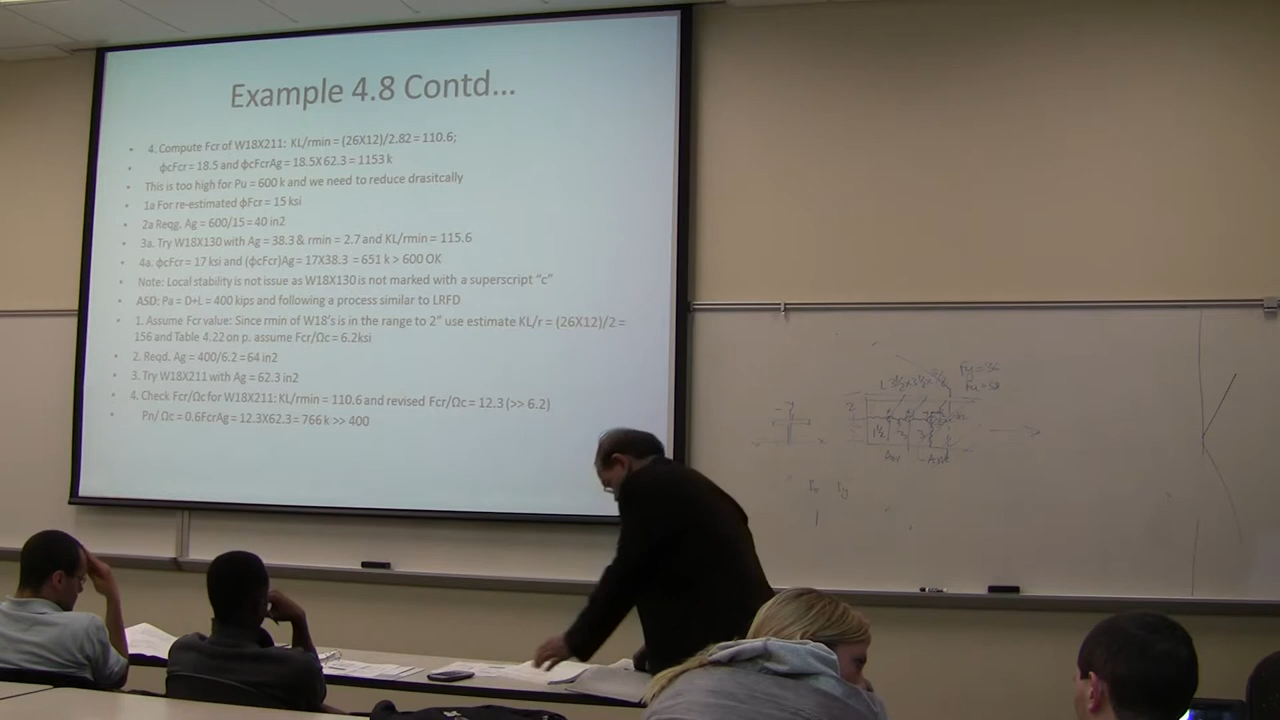 Example 4.8 Contd...
4. Compute Fcr of W18X211: KL/rmin = (26X12)/2.82 = 110.6;
ϕcFcr = 18.5 and ϕcFcrAg = 18.5X62.3 = 1153 k
This is too high for Pu = 600 k and we need to reduce drasitcally
1a For re-estimated ϕFcr = 15 ksi
2a Reqg. Ag = 600/15 = 40 in2
3a. Try W18X130 with Ag = 38.3 & rmin = 2.7 and KL/rmin = 115.6
4a. ϕcFcr = 17 ksi and (ϕcFcr)Ag = 17X38.3 = 651 k > 600 OK
Note: Local stability is not issue as W18X130 is not marked with a superscript "c"
ASD: Pa = D+L = 400 kips and following a process similar to LRFD
1. Assume Fcr value: Since rmin of W18's is in the range to 2" use estimate KL/r = (26X12)/2 =
156 and Table 4.22 on p. assume Fcr/Ωc = 6.2ksi
2. Reqd. Ag = 400/6.2 = 64 in2
3. Try W18X211 with Ag = 62.3 in2
4. Check Fcr/Ωc for W18X211: KL/rmin = 110.6 and revised Fcr/Ωc = 12.3 (>> 6.2)
Pn/ Ωc = 0.6FcrAg = 12.3X62.3 = 766 k >> 400
Fy=36
Fu=58